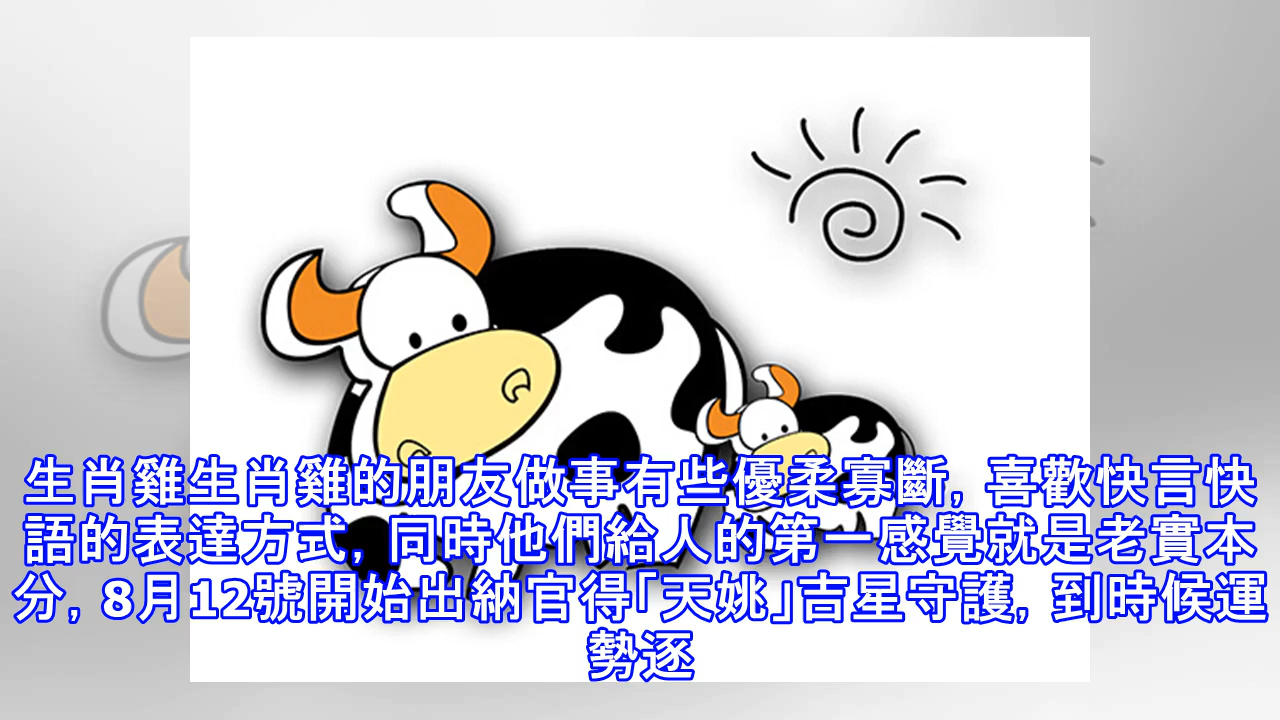 生肖雞生肖雞的朋友做事有些優柔寡斷, 喜歡快言快
語的表達方式, 同時他們給人的第一感覺就是老實本
分, 8月12號開始出納官得「天姚」吉星守護, 到時候運
勢逐